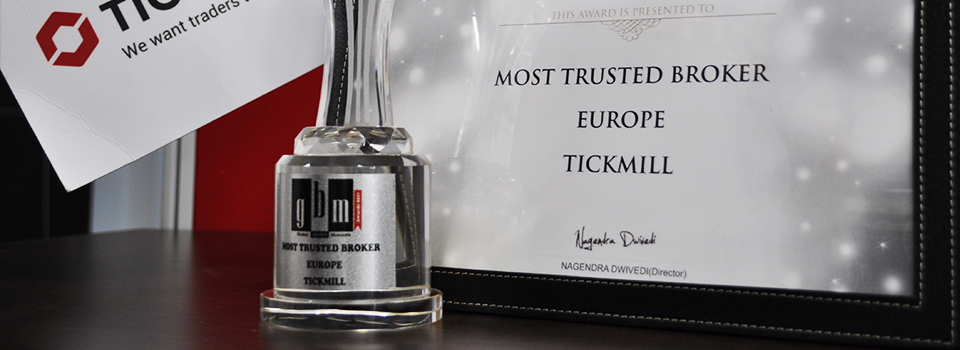 TIC
We want traders
THIS AWARD IS PRESENTED TO
MOST TRUSTED BROKER
EUROPE
TICKMILL
Nagendra Dwivedi
NAGENDRA DWIVEDI(Director)
gbm
MOST TRUSTED BROKER
EUROPE
TICKMILL